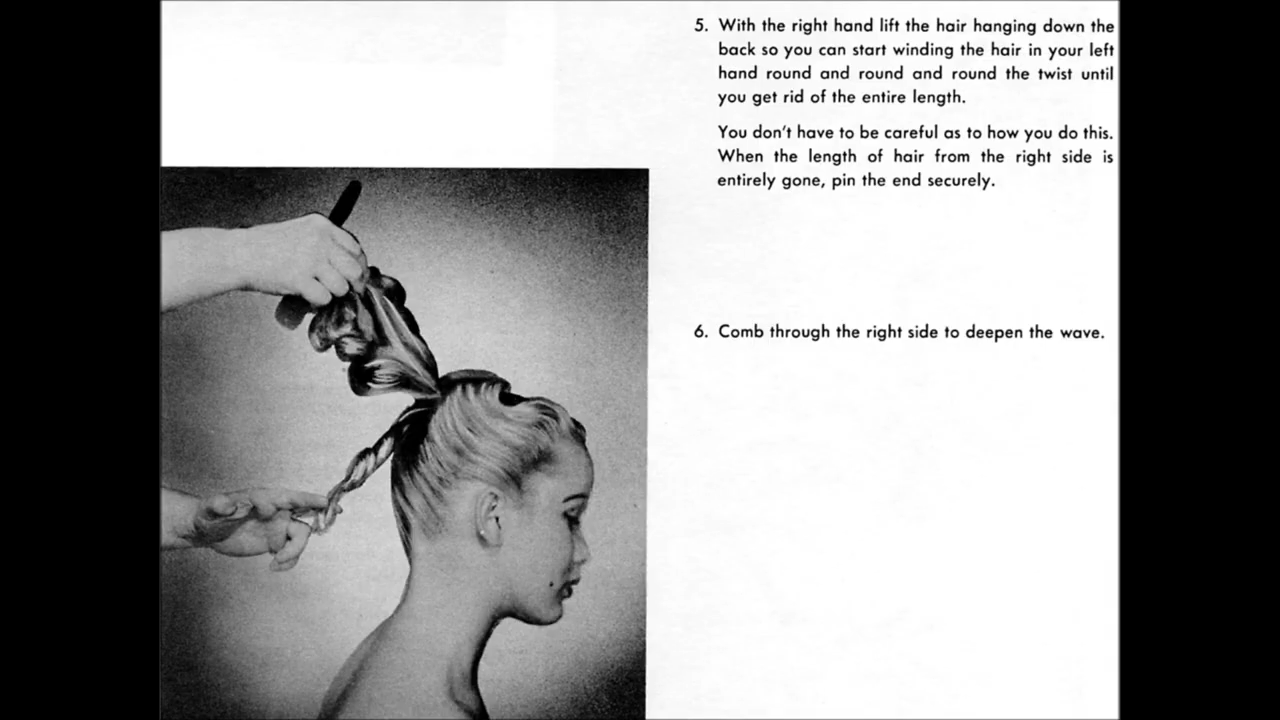 5. With the right hand lift the hair hanging down the
back so you can start winding the hair in your left
hand round and round and round the twist until
you get rid of the entire length.
You don't have to be careful as to how you do this.
When the length of hair from the right side is
entirely gone, pin the end securely.
6. Comb through the right side to deepen the wave.